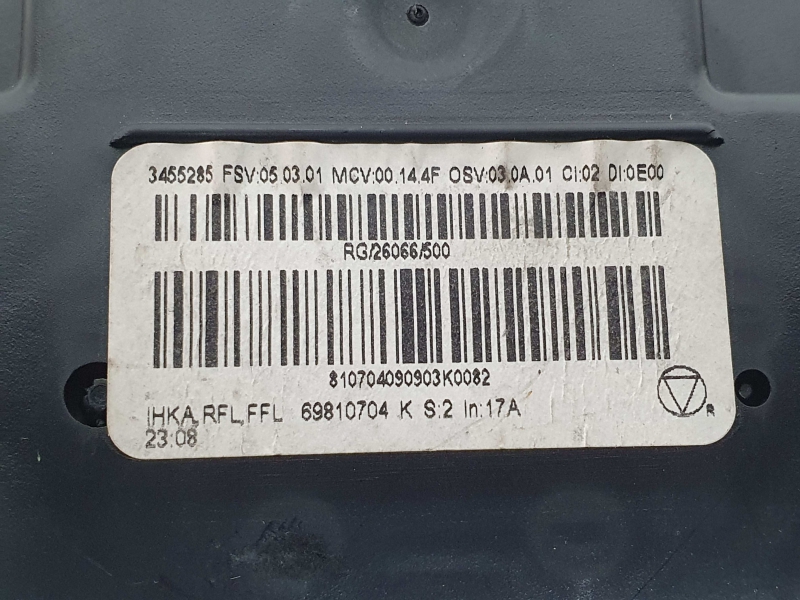 3455285 FSV:05.03.01 MCV:00.14.4F OSV:03.0A.01 CI:02 DI:0E00
RG/26066/500
810704090903K0082
IHKA,RFL,FFL 69810704 K S:2 In:17A
23:08
R